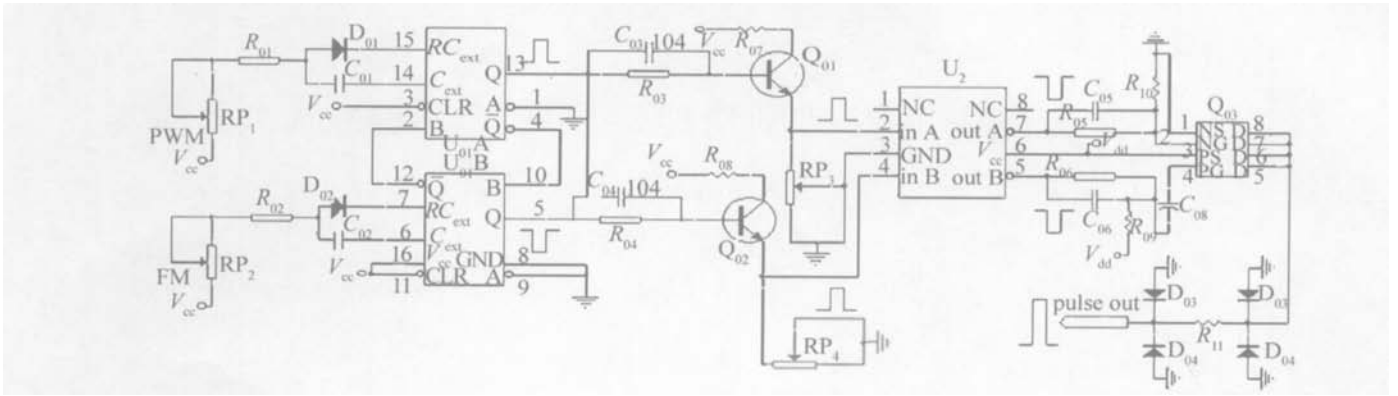 R01
D01
C01
15
14
3
2
RCext
Cext
CLR
B
Q
A
Q
13
1
4
U01A
U01B
Vcc
PWM
RP1
Vcc
12
7
6
16
11
Q
RCext
Cext
Vcc
CLR
B
Q
GND
A
10
5
8
9
R02
D02
C02
Vcc
FM
RP2
Vcc
C03
104
R03
Vcc
R07
Q01
C04
104
R04
Vcc
R08
Q02
RP3
RP4
U2
1
2
3
4
NC
in A
GND
in B
NC
out A
Vcc
out B
8
7
6
5
C05
R05
R10
Vdd
R06
C06
R09
Vdd
C08
Q03
1
2
3
4
NS
NG
PS
PG
D
D
D
D
8
7
6
5
pulse out
R11
D03
D03
D04
D04